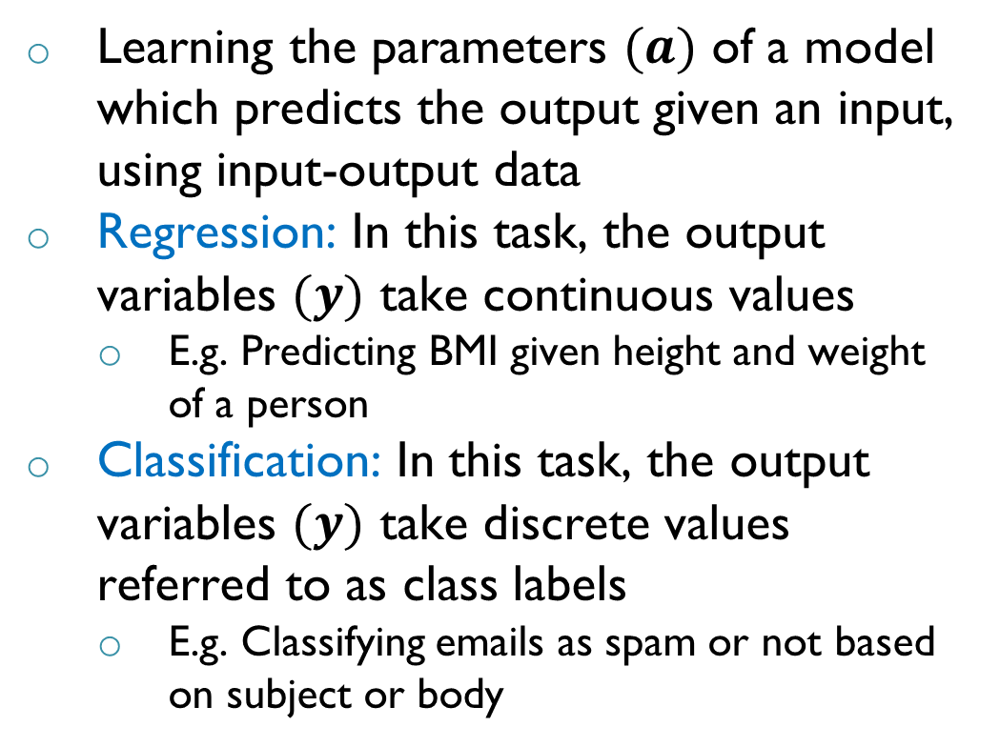 o Learning the parameters (a) of a model
which predicts the output given an input,
using input-output data
o Regression: In this task, the output
variables (y) take continuous values
o E.g. Predicting BMI given height and weight
of a person
o Classification: In this task, the output
variables (y) take discrete values
referred to as class labels
o E.g. Classifying emails as spam or not based
on subject or body